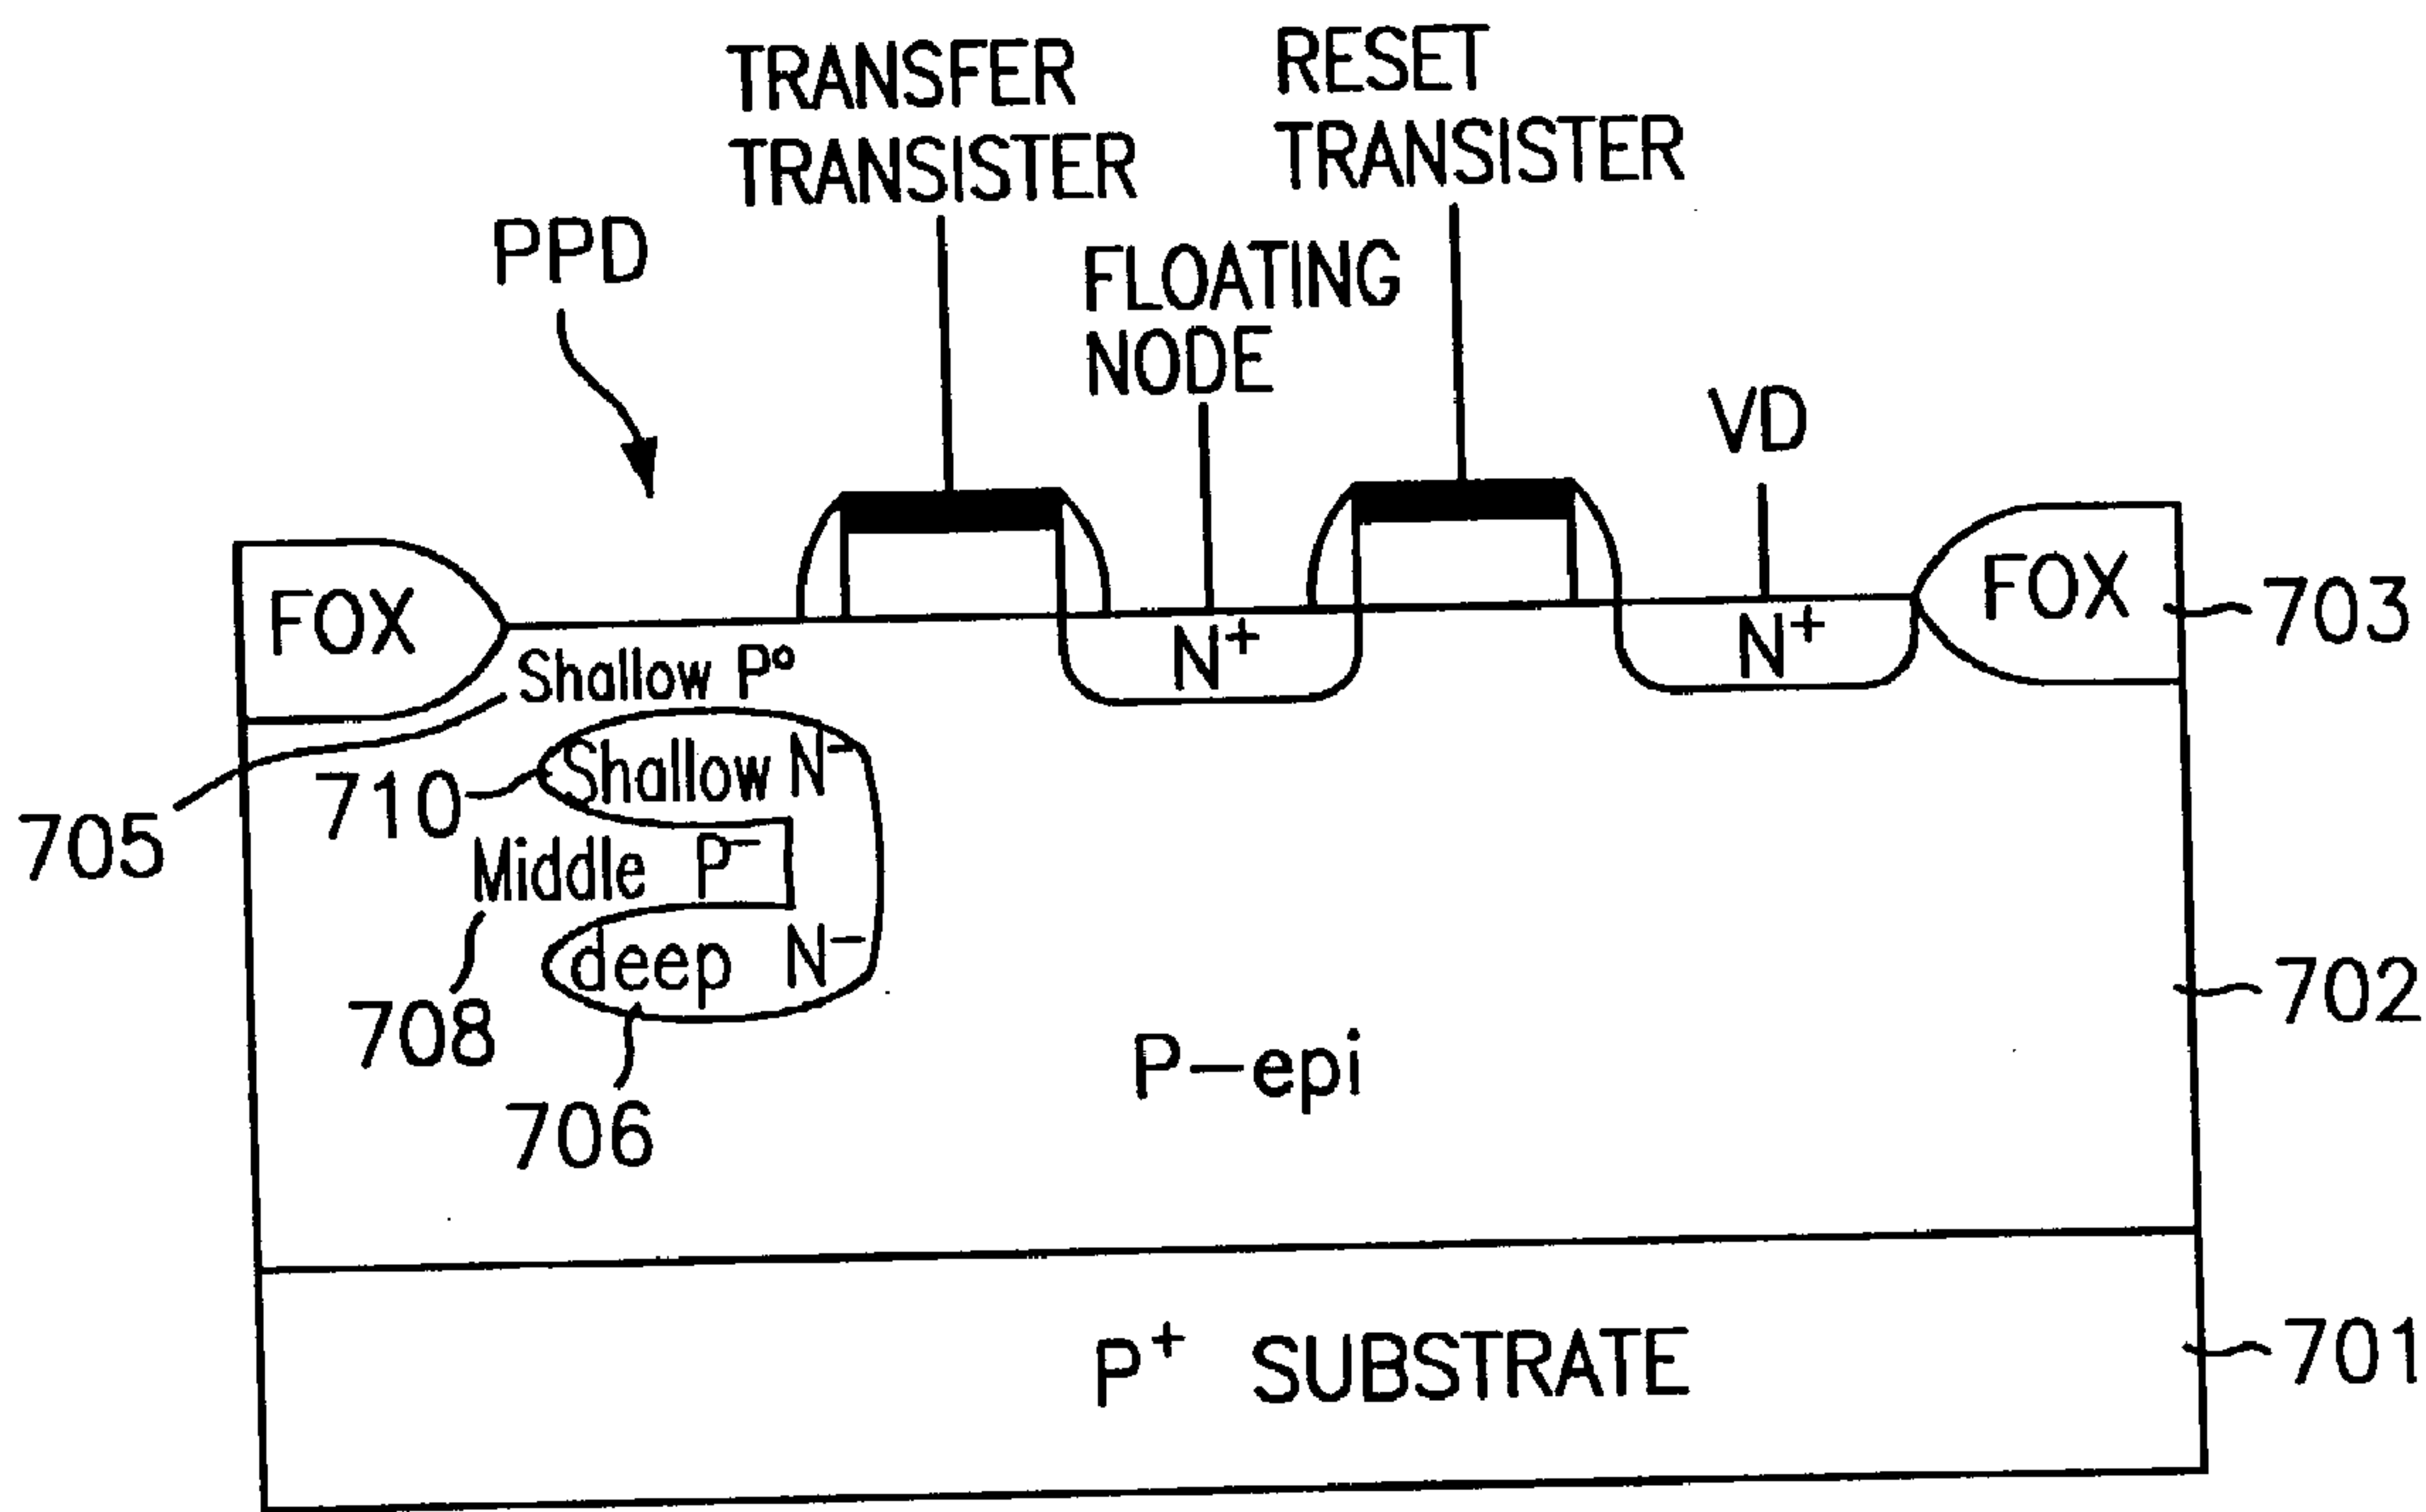 TRANSFER
TRANSISTER
RESET
TRANSISTER
PPD
FLOATING
NODE
VD
FOX
FOX
703
N+
N+
Shallow P°
705
710
Shallow N-
Middle P-
708
deep N-
706
702
P-epi
P+ SUBSTRATE
701